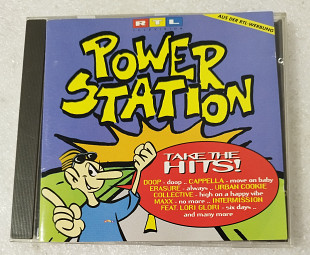 RTL
AUS DER RTL-WERBUNG
POWER
STATION
TAKE THE
HITS!
DOOP - doop .. CAPPELLA - move on baby
ERASURE - always .. URBAN COOKIE
COLLECTIVE - high on a happy vibe
MAXX - no more .. INTERMISSION
FEAT. LORI GLORI - six days ..
and many more